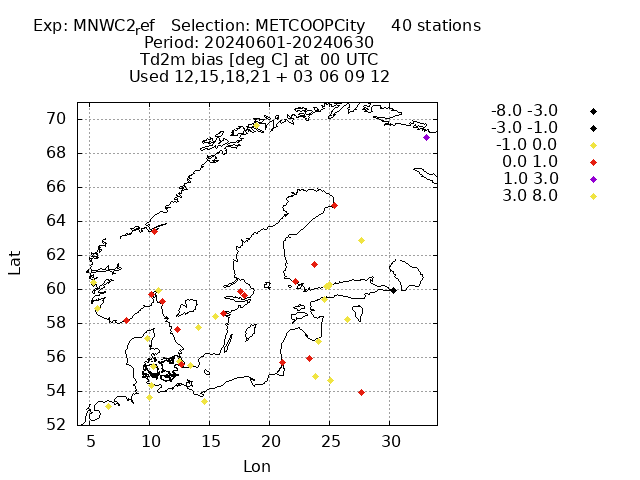 Exp: MNWC2ref   Selection: METCOOPCity     40 stations
Period: 20240601-20240630
Td2m bias [deg C] at  00 UTC
Used 12,15,18,21 + 03 06 09 12
-8.0 -3.0
-3.0 -1.0
-1.0 0.0
0.0 1.0
1.0 3.0
3.0 8.0
70
68
66
64
62
60
58
56
54
52
Lat
5 10 15 20 25 30
Lon